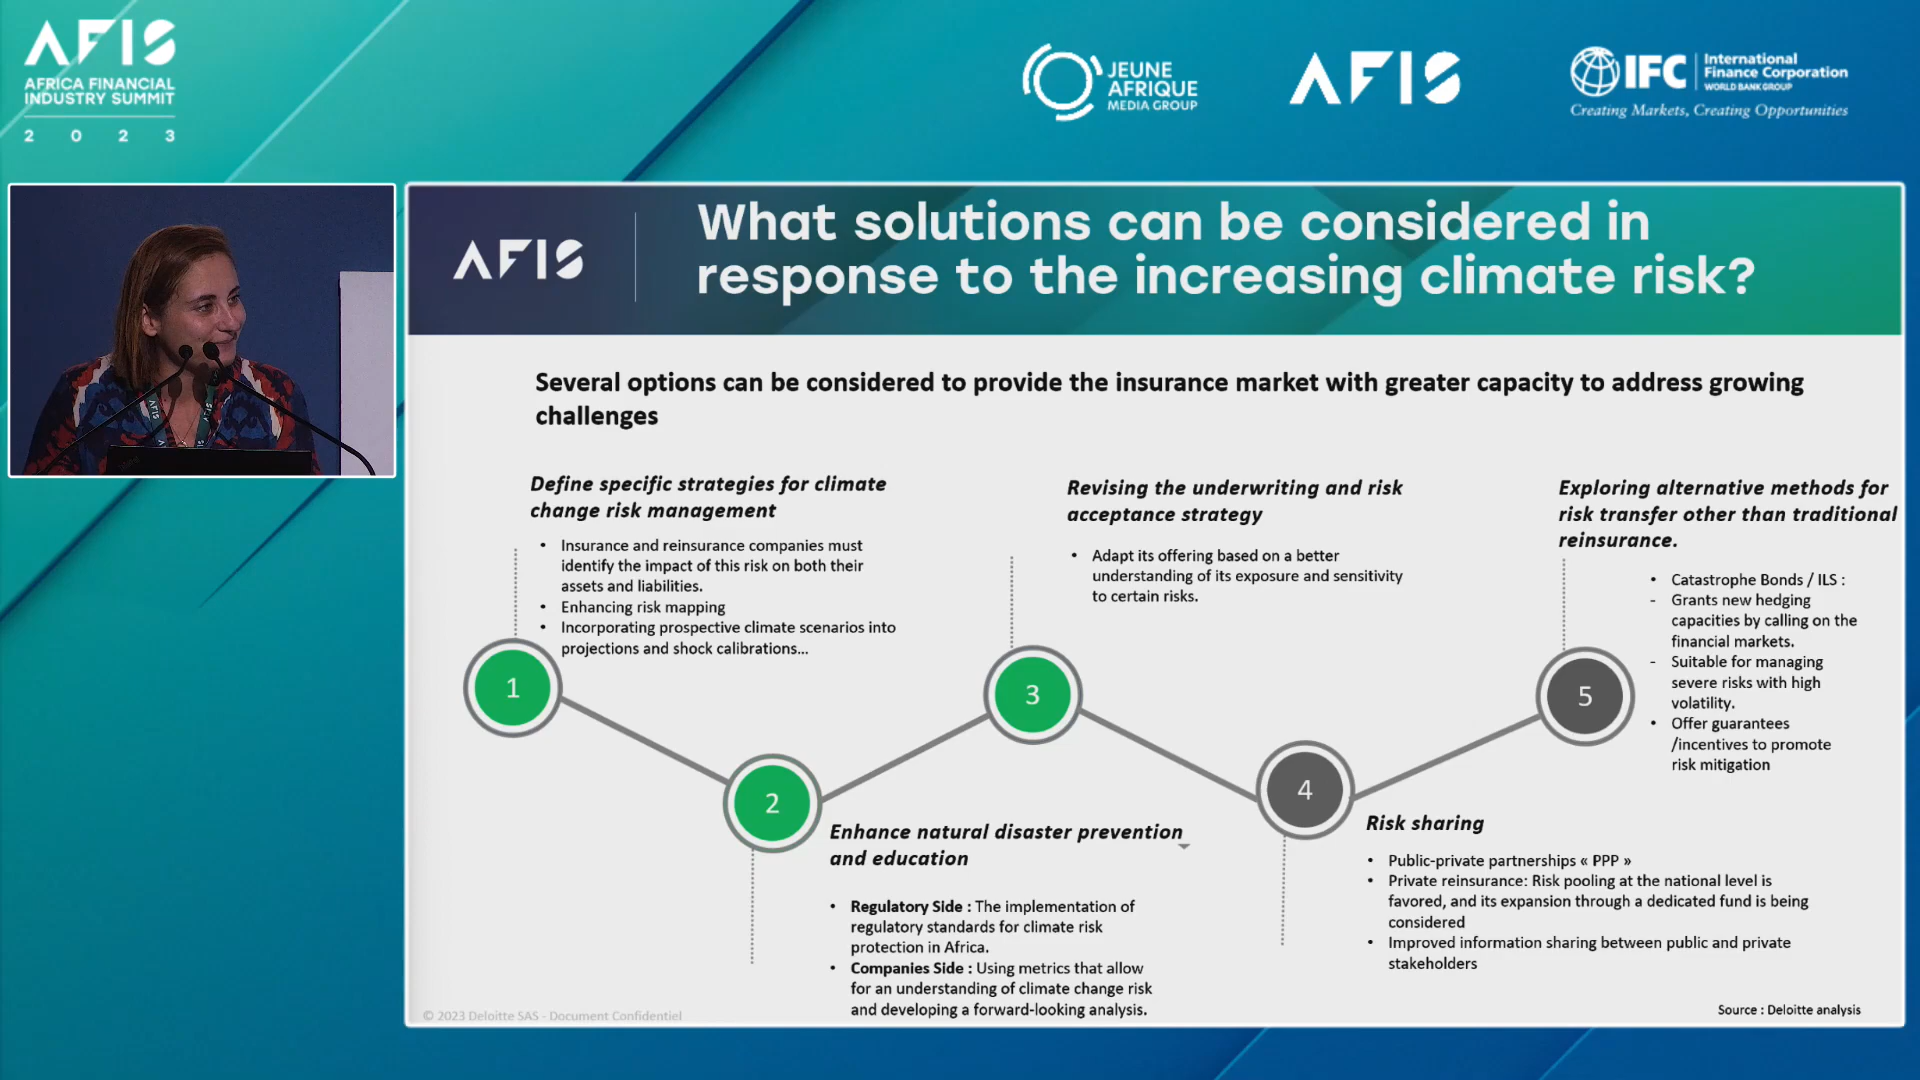 AFIS
AFRICA FINANCIAL
INDUSTRY SUMMIT
2 0 2 3
JEUNE
AFRIQUE
MEDIA GROUP
AFIS
IFC
International
Finance Corporation
WORLD BANK GROUP
Creating Markets, Creating Opportunities
AFIS
What solutions can be considered in
response to the increasing climate risk?
Several options can be considered to provide the insurance market with greater capacity to address growing
challenges
Define specific strategies for climate
change risk management
• Insurance and reinsurance companies must
identify the impact of this risk on both their
assets and liabilities.
• Enhancing risk mapping
• Incorporating prospective climate scenarios into
projections and shock calibrations...
1
2
Enhance natural disaster prevention
and education
• Regulatory Side : The implementation of
regulatory standards for climate risk
protection in Africa.
• Companies Side : Using metrics that allow
for an understanding of climate change risk
and developing a forward-looking analysis.
Revising the underwriting and risk
acceptance strategy
• Adapt its offering based on a better
understanding of its exposure and sensitivity
to certain risks.
3
4
Risk sharing
• Public-private partnerships « PPP »
• Private reinsurance: Risk pooling at the national level is
favored, and its expansion through a dedicated fund is being
considered
• Improved information sharing between public and private
stakeholders
Exploring alternative methods for
risk transfer other than traditional
reinsurance.
5
• Catastrophe Bonds / ILS :
- Grants new hedging
capacities by calling on the
financial markets.
- Suitable for managing
severe risks with high
volatility.
• Offer guarantees
/incentives to promote
risk mitigation
© 2023 Deloitte SAS - Document Confidentiel
Source : Deloitte analysis
AFIS
AFIS